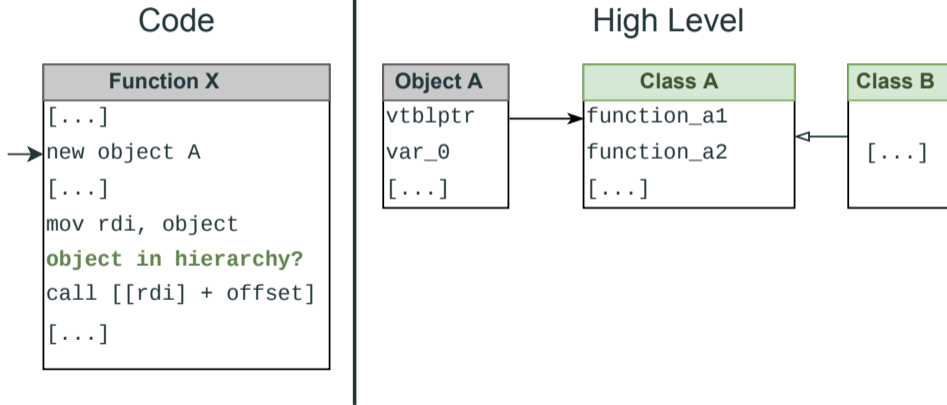 Code
Function X
[...]
new object A
[...]
mov rdi, object
object in hierarchy?
call [[rdi] + offset]
[...]
High Level
Object A
vtblptr
var_0
[...]
Class A
function_a1
function_a2
[...]
Class B
[...]